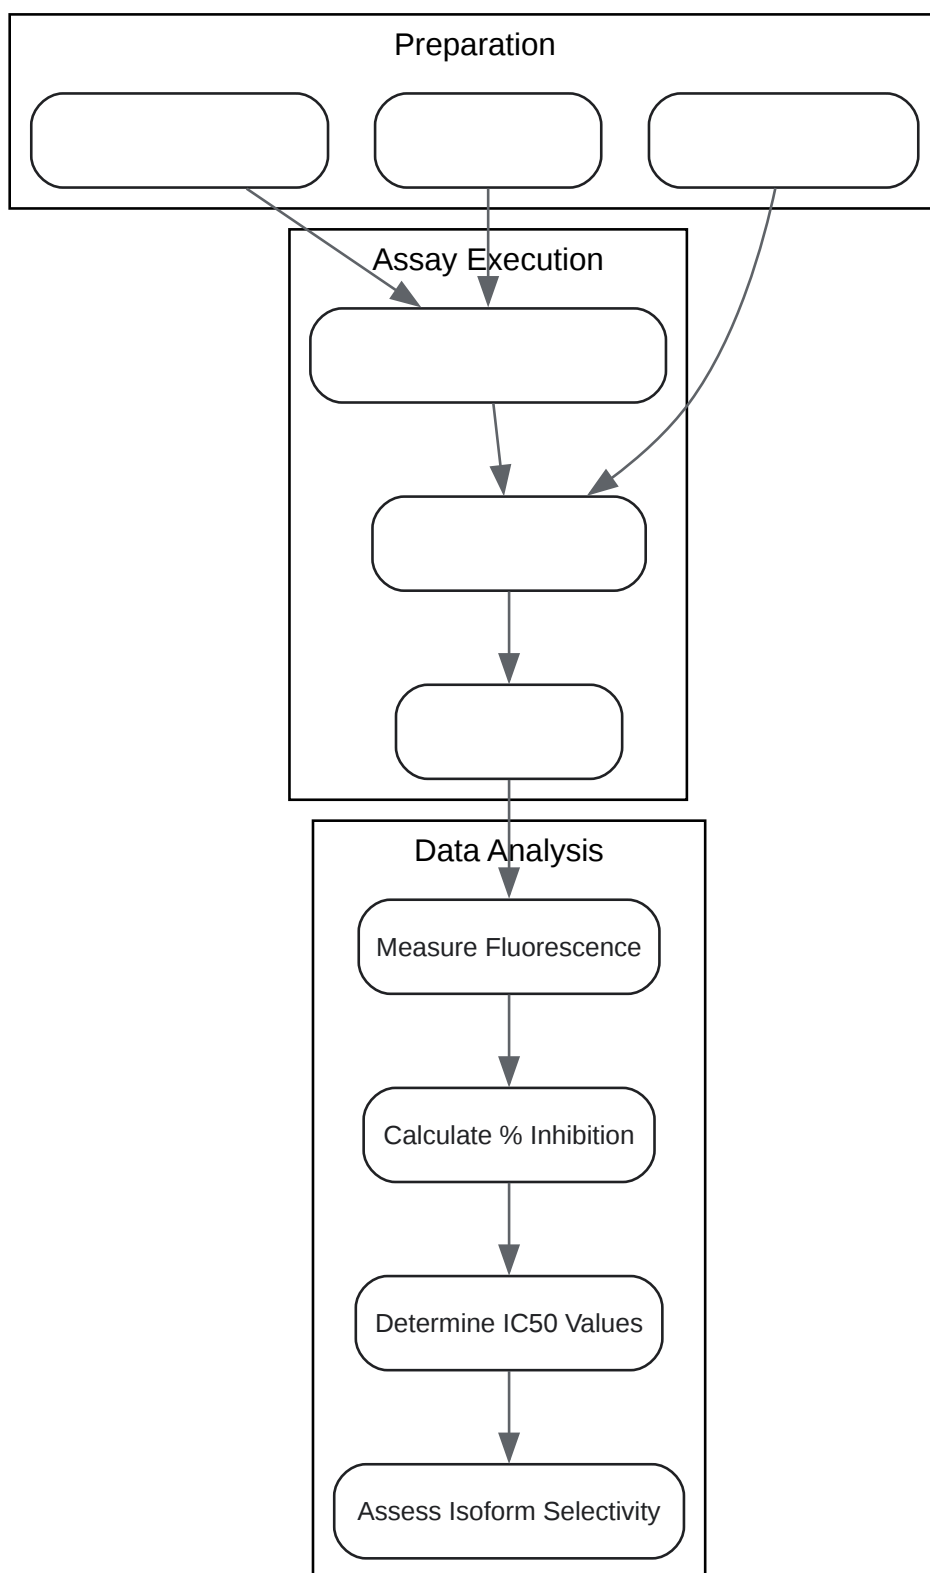 Preparation
Assay Execution
Data Analysis
Measure Fluorescence
Calculate % Inhibition
Determine IC50 Values
Assess Isoform Selectivity